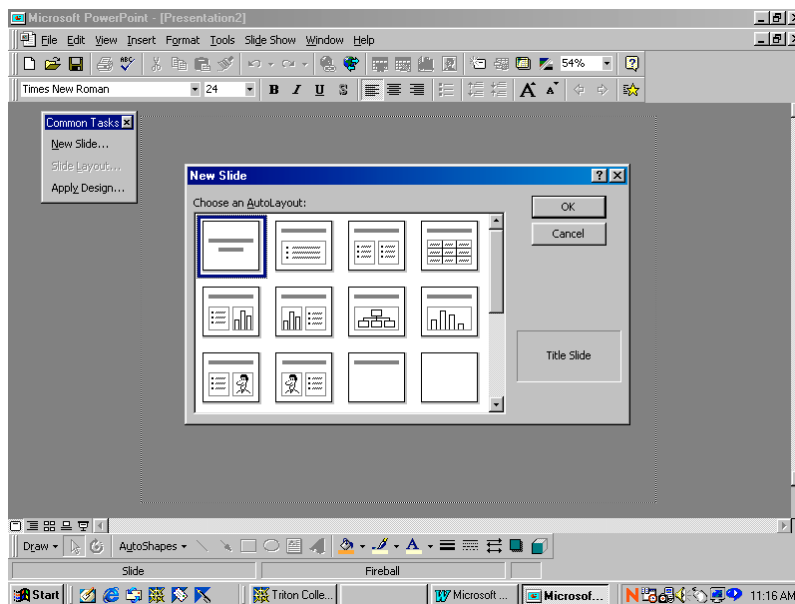 Microsoft PowerPoint - [Presentation2]
File Edit View Insert Format Tools Slide Show Window Help
ABC
54%
Times New Roman 24 B I U S A A
Common Tasks
New Slide...
Slide Layout...
Apply Design...
New Slide
Choose an AutoLayout:
OK
Cancel
Title Slide
Draw AutoShapes A
Slide Fireball
Start Triton Colle... Microsoft ... Microsof... 11:16 AM